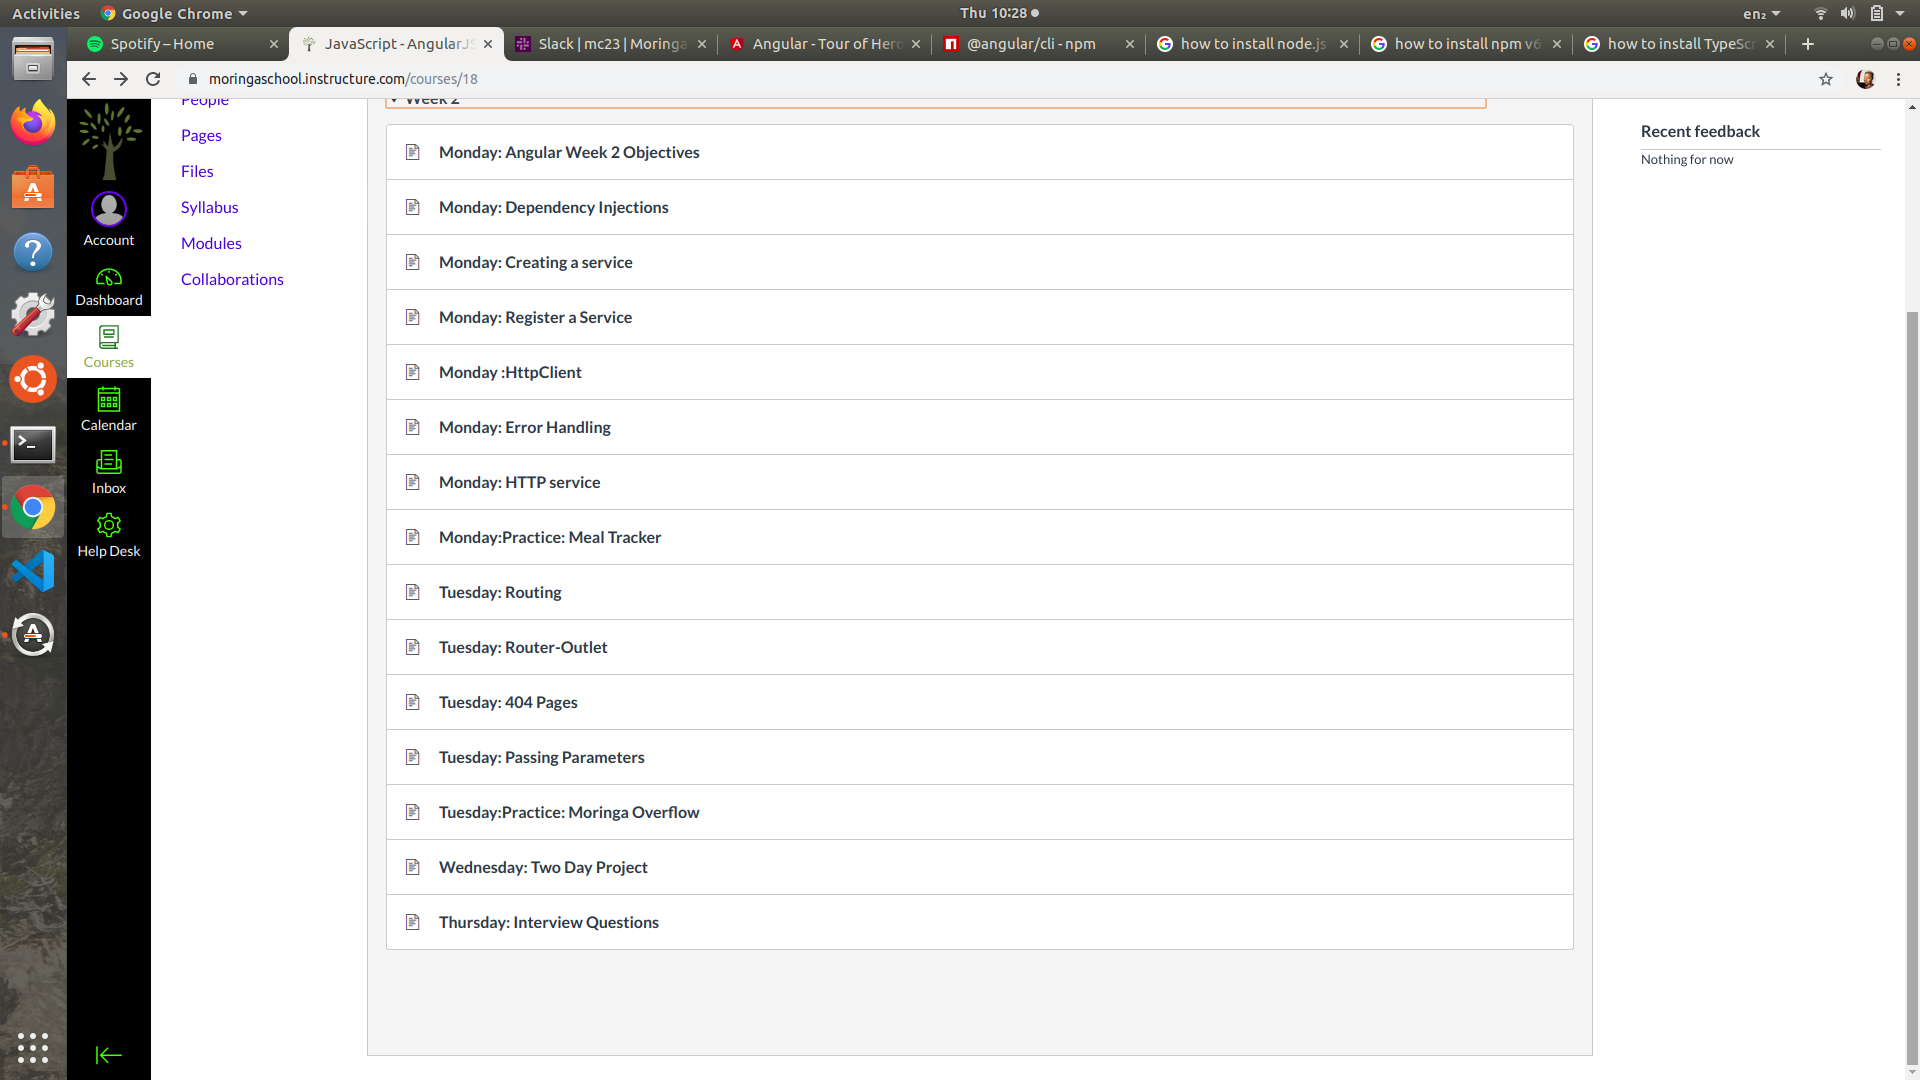 Activities
Google Chrome
Thu 10:28
en₂
Spotify – Home
JavaScript - AngularJS
Slack | mc23 | Moringa
Angular - Tour of Hero
@angular/cli - npm
how to install node.js
how to install npm v6
how to install TypeScr
moringaschool.instructure.com/courses/18
Account
Dashboard
Courses
Calendar
Inbox
Help Desk
People
Pages
Files
Syllabus
Modules
Collaborations
Week 2
Monday: Angular Week 2 Objectives
Monday: Dependency Injections
Monday: Creating a service
Monday: Register a Service
Monday :HttpClient
Monday: Error Handling
Monday: HTTP service
Monday:Practice: Meal Tracker
Tuesday: Routing
Tuesday: Router-Outlet
Tuesday: 404 Pages
Tuesday: Passing Parameters
Tuesday:Practice: Moringa Overflow
Wednesday: Two Day Project
Thursday: Interview Questions
Recent feedback
Nothing for now